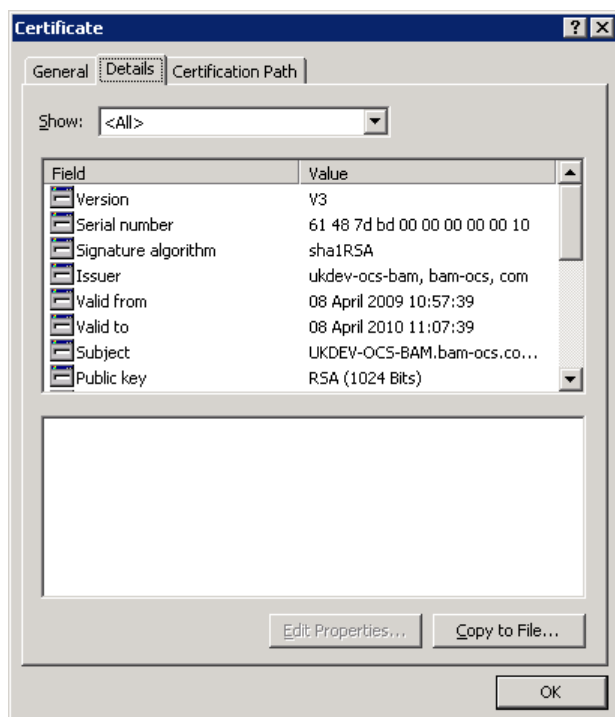 Certificate
General Details Certification Path
Show: <All>
Field Value
Version V3
Serial number 61 48 7d bd 00 00 00 00 00 10
Signature algorithm sha1RSA
Issuer ukdev-ocs-bam, bam-ocs, com
Valid from 08 April 2009 10:57:39
Valid to 08 April 2010 11:07:39
Subject UKDEV-OCS-BAM.bam-ocs.co...
Public key RSA (1024 Bits)
Edit Properties... Copy to File...
OK